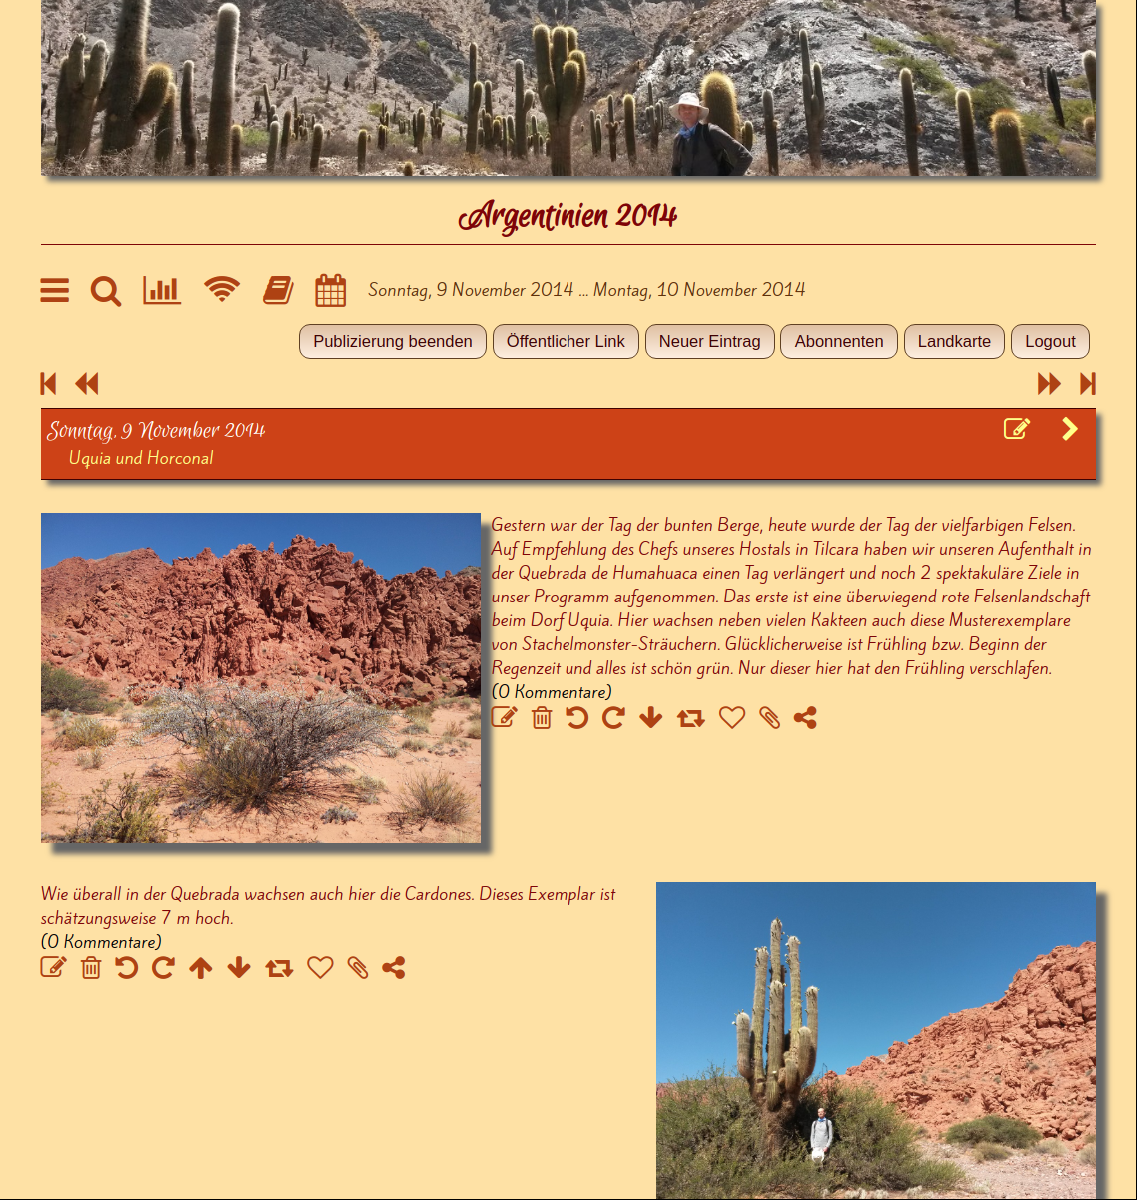 Argentinien 2014
Sonntag, 9 November 2014 ... Montag, 10 November 2014
Publizierung beenden Öffentlicher Link Neuer Eintrag Abonnenten Landkarte Logout
Sonntag, 9 November 2014
Uquia und Horconal
Gestern war der Tag der bunten Berge, heute wurde der Tag der vielfarbigen Felsen.
Auf Empfehlung des Chefs unseres Hostals in Tilcara haben wir unseren Aufenthalt in
der Quebrada de Humahuaca einen Tag verlängert und noch 2 spektakuläre Ziele in
unser Programm aufgenommen. Das erste ist eine überwiegend rote Felsenlandschaft
beim Dorf Uquia. Hier wachsen neben vielen Kakteen auch diese Musterexemplare
von Stachelmonster-Sträuchern. Glücklicherweise ist Frühling bzw. Beginn der
Regenzeit und alles ist schön grün. Nur dieser hier hat den Frühling verschlafen.
(0 Kommentare)
Wie überall in der Quebrada wachsen auch hier die Cardones. Dieses Exemplar ist
schätzungsweise 7 m hoch.
(0 Kommentare)